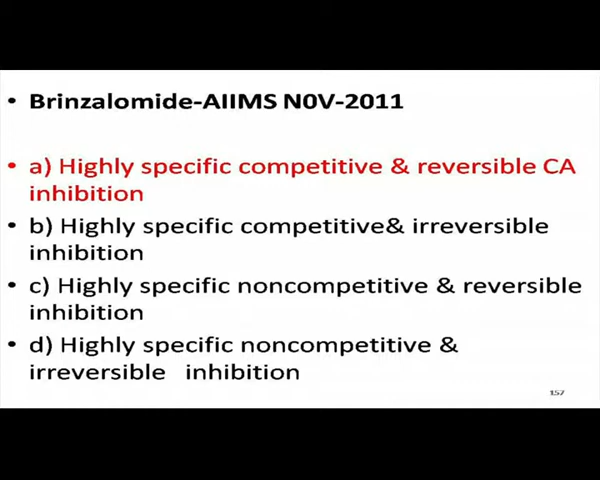 • Brinzalomide-AIIMS N0V-2011
• a) Highly specific competitive & reversible CA
inhibition
• b) Highly specific competitive& irreversible
inhibition
• c) Highly specific noncompetitive & reversible
inhibition
• d) Highly specific noncompetitive &
irreversible inhibition
157